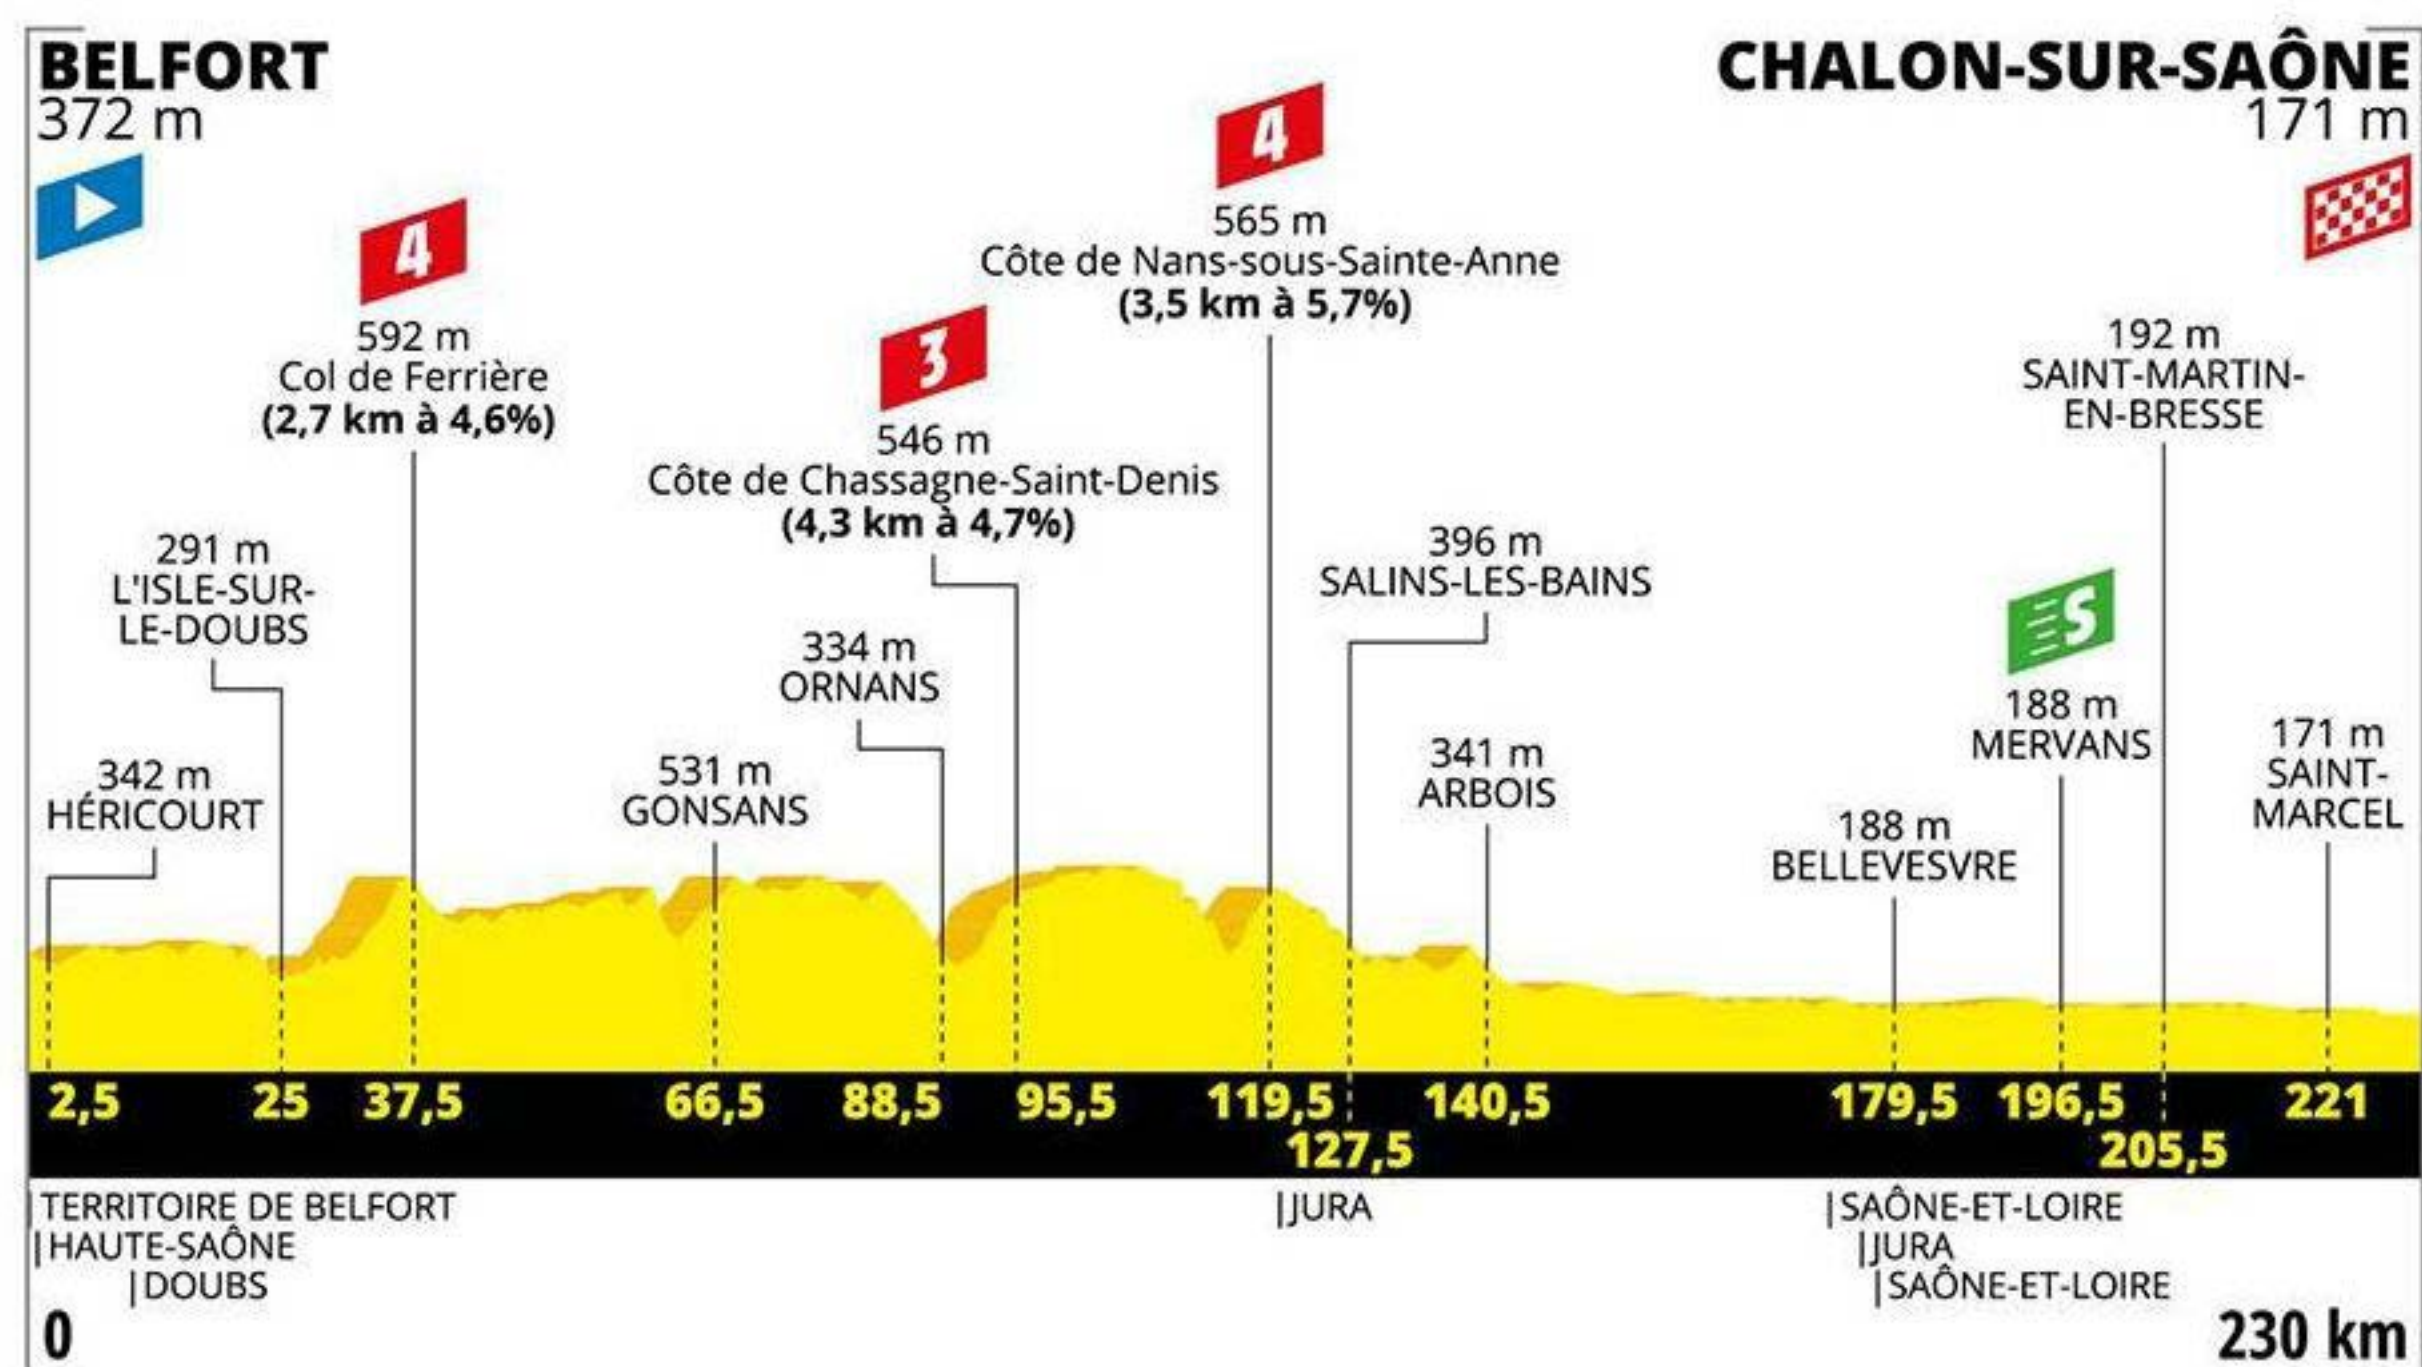 BELFORT
372 m
CHALON-SUR-SAÔNE
171 m
4
592 m
Col de Ferrière
(2,7 km à 4,6%)
4
565 m
Côte de Nans-sous-Sainte-Anne
(3,5 km à 5,7%)
3
546 m
Côte de Chassagne-Saint-Denis
(4,3 km à 4,7%)
192 m
SAINT-MARTIN-
EN-BRESSE
291 m
L'ISLE-SUR-
LE-DOUBS
396 m
SALINS-LES-BAINS
334 m
ORNANS
S
188 m
MERVANS
342 m
HÉRICOURT
531 m
GONSANS
341 m
ARBOIS
188 m
BELLEVESVRE
171 m
SAINT-
MARCEL
2,5 25 37,5 66,5 88,5 95,5 119,5 140,5 179,5 196,5 221
127,5 205,5
TERRITOIRE DE BELFORT
HAUTE-SAÔNE
DOUBS
JURA
SAÔNE-ET-LOIRE
JURA
SAÔNE-ET-LOIRE
0
230 km